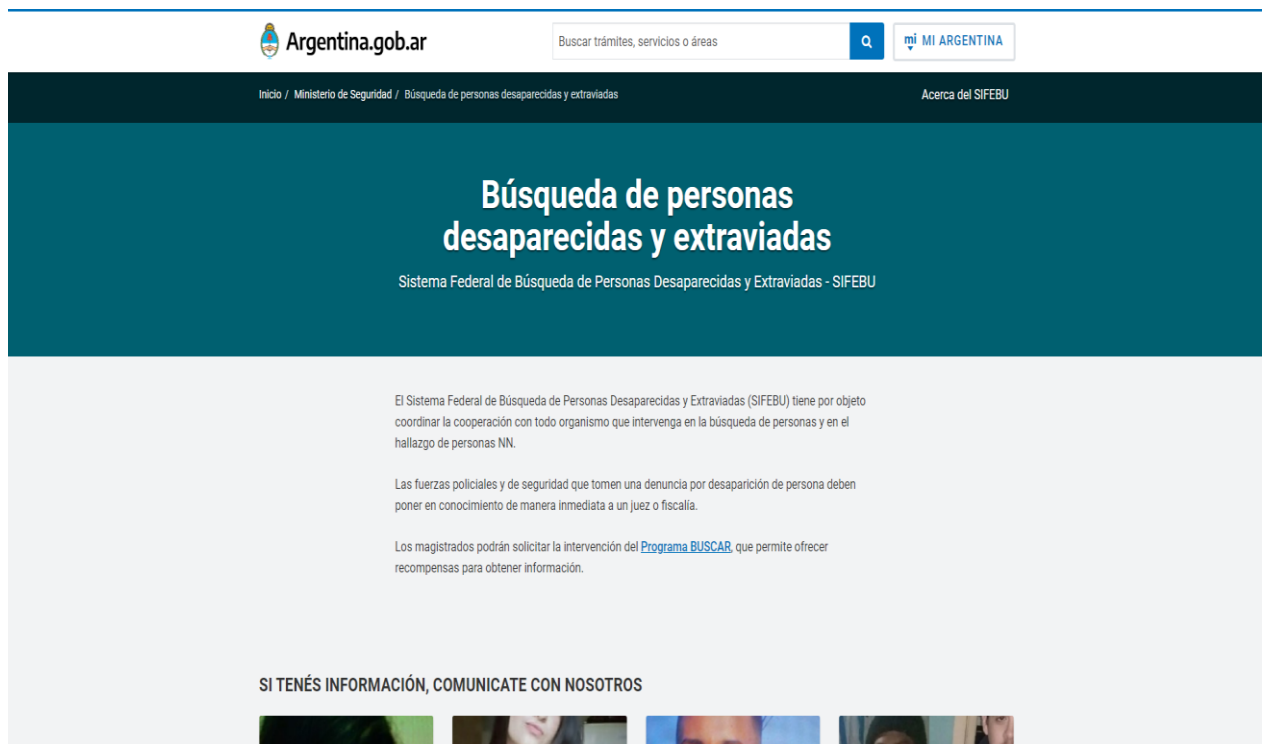 Argentina.gob.ar
Buscar trámites, servicios o áreas
mi MI ARGENTINA
Inicio / Ministerio de Seguridad / Búsqueda de personas desaparecidas y extraviadas
Acerca del SIFEBU
Búsqueda de personas
desaparecidas y extraviadas
Sistema Federal de Búsqueda de Personas Desaparecidas y Extraviadas - SIFEBU
El Sistema Federal de Búsqueda de Personas Desaparecidas y Extraviadas (SIFEBU) tiene por objeto
coordinar la cooperación con todo organismo que intervenga en la búsqueda de personas y en el
hallazgo de personas NN.
Las fuerzas policiales y de seguridad que tomen una denuncia por desaparición de persona deben
poner en conocimiento de manera inmediata a un juez o fiscalía.
Los magistrados podrán solicitar la intervención del Programa BUSCAR, que permite ofrecer
recompensas para obtener información.
SI TENÉS INFORMACIÓN, COMUNICATE CON NOSOTROS